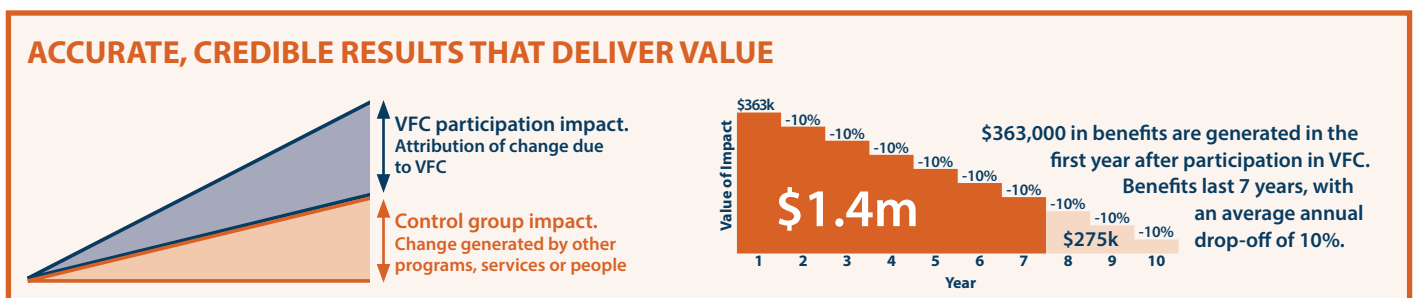 ACCURATE, CREDIBLE RESULTS THAT DELIVER VALUE
VFC participation impact.
Attribution of change due
to VFC
Control group impact.
Change generated by other
programs, services or people
Value of Impact
$363k
-10%
-10%
-10%
-10%
-10%
-10%
-10%
-10%
-10%
$1.4m
$275k
1 2 3 4 5 6 7 8 9 10
Year
$363,000 in benefits are generated in the
first year after participation in VFC.
Benefits last 7 years, with
an average annual
drop-off of 10%.